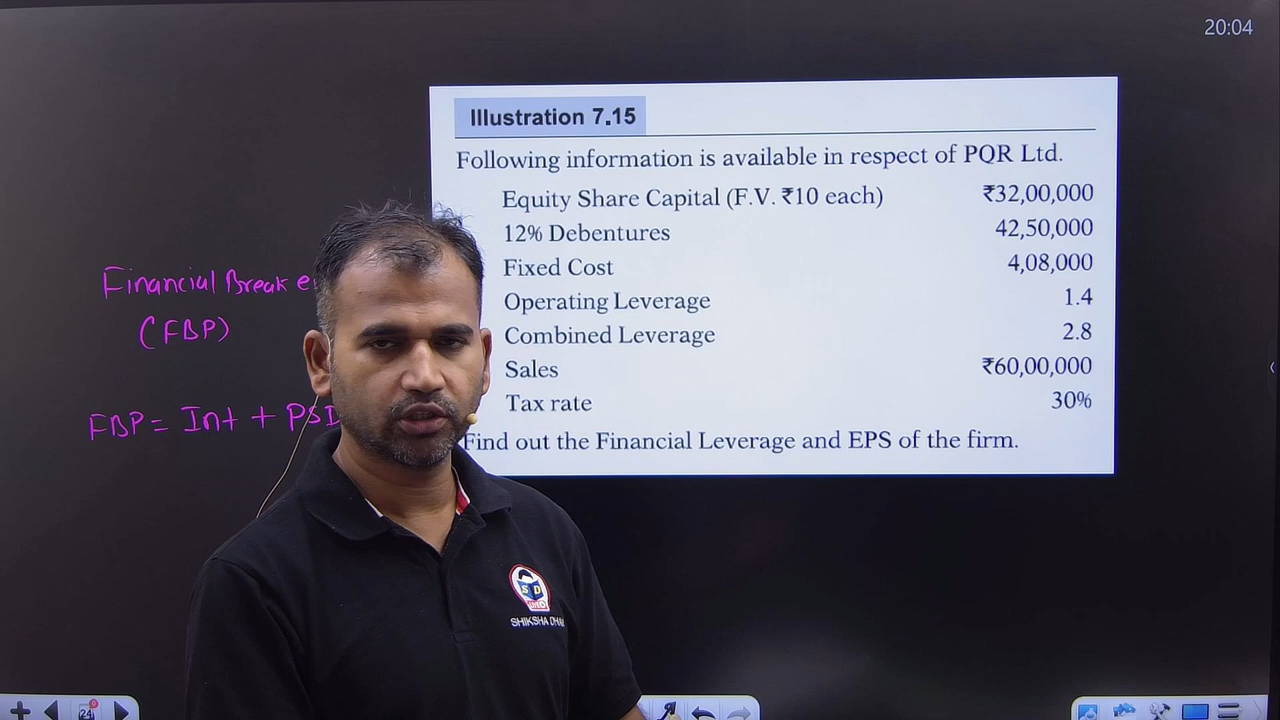 20:04
Illustration 7.15
Following information is available in respect of PQR Ltd.
Equity Share Capital (F.V. ₹10 each) ₹32,00,000
12% Debentures 42,50,000
Fixed Cost 4,08,000
Operating Leverage 1.4
Combined Leverage 2.8
Sales ₹60,00,000
Tax rate 30%
Find out the Financial Leverage and EPS of the firm.
Financial Break
(FBP)
FBP = Int + PSD
SD
SHIKSHA
24